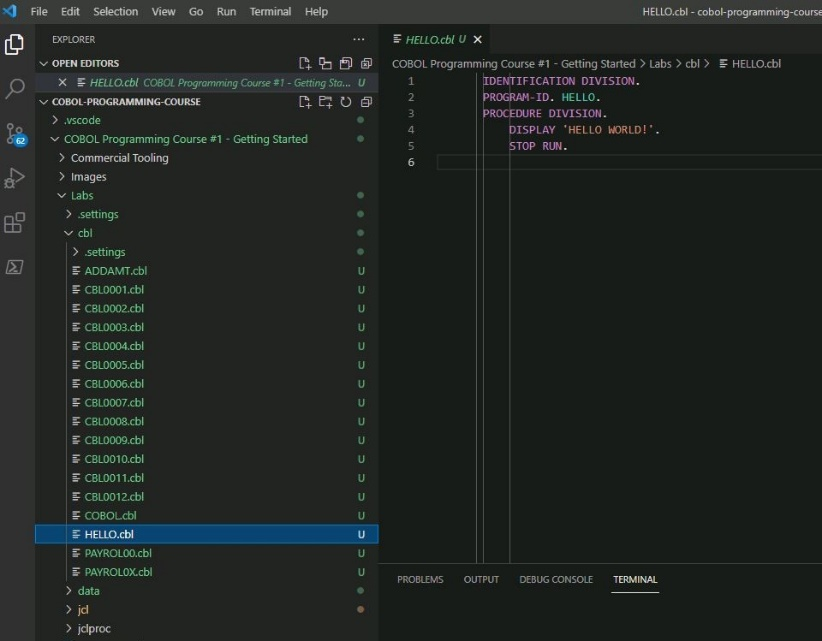 File Edit Selection View Go Run Terminal Help
HELLO.cbl - cobol-programming-course
EXPLORER
OPEN EDITORS
HELLO.cbl COBOL Programming Course #1 - Getting Sta... U
COBOL-PROGRAMMING-COURSE
.vscode
COBOL Programming Course #1 - Getting Started
Commercial Tooling
Images
Labs
.settings
cbl
.settings
ADDAMT.cbl U
CBL0001.cbl U
CBL0002.cbl U
CBL0003.cbl U
CBL0004.cbl U
CBL0005.cbl U
CBL0006.cbl U
CBL0007.cbl U
CBL0008.cbl U
CBL0009.cbl U
CBL0010.cbl U
CBL0011.cbl U
CBL0012.cbl U
COBOL.cbl U
HELLO.cbl U
PAYROL00.cbl U
PAYROL0X.cbl U
data
jcl
jclproc
62
HELLO.cbl U
COBOL Programming Course #1 - Getting Started > Labs > cbl > HELLO.cbl
1 IDENTIFICATION DIVISION.
2 PROGRAM-ID. HELLO.
3 PROCEDURE DIVISION.
4 DISPLAY 'HELLO WORLD!'.
5 STOP RUN.
6
PROBLEMS OUTPUT DEBUG CONSOLE TERMINAL